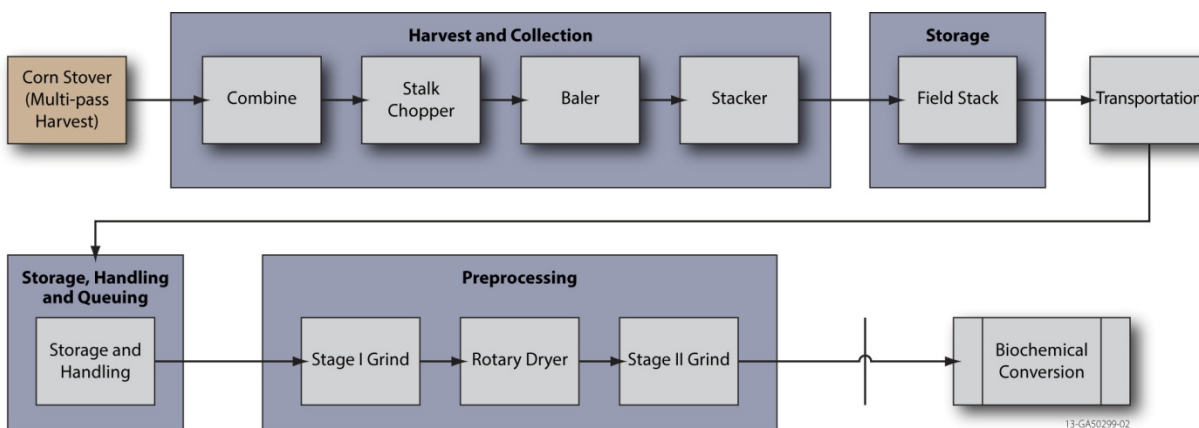 Harvest and Collection
Storage
Corn Stover
(Multi-pass
Harvest)
Combine
Stalk
Chopper
Baler
Stacker
Field Stack
Transportation
Storage, Handling
and Queuing
Preprocessing
Storage and
Handling
Stage I Grind
Rotary Dryer
Stage II Grind
Biochemical
Conversion
13-GA50299-02